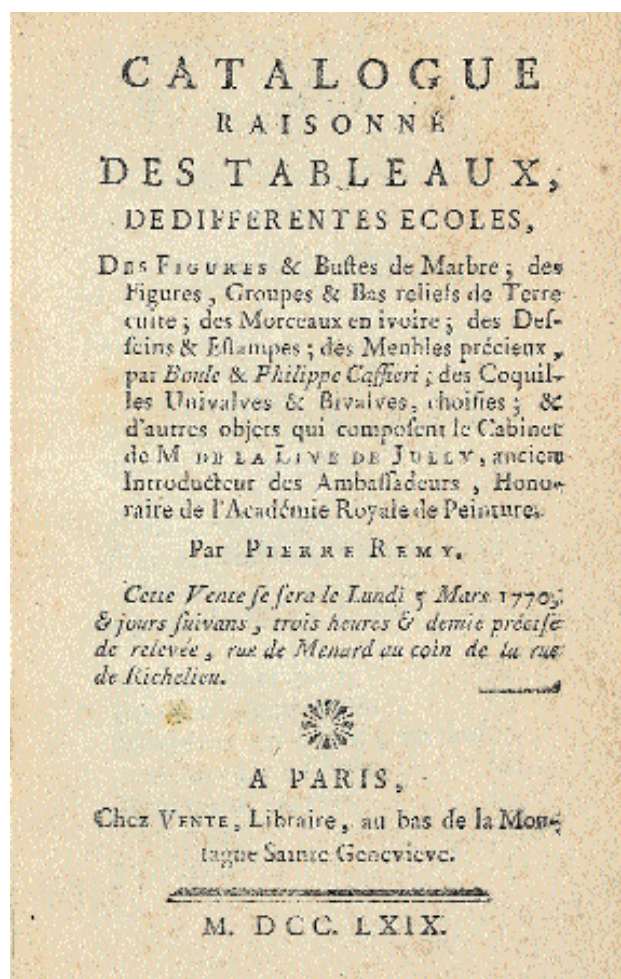 CATALOGUE
RAISONNÉ
DES TABLEAUX,
DE DIFFERENTES ECOLES,
DES FIGURES & Buſtes de Marbre ; des
Figures , Groupes & Bas reliefs de Terre
cuite ; des Morceaux en ivoire ; des Deſ-
ſeins & Eſtampes ; des Meubles précieux ,
par Boule & Philippe Caffieri ; des Coquil-
les Univalves & Bivalves, choiſies ; &
d'autres objets qui compoſent le Cabinet
de M. DE LA LIVE DE JULLY, ancien
Introducteur des Ambaſſadeurs , Hono-
raire de l'Académie Royale de Peinture.
Par PIERRE REMY.
Cette Vente ſe fera le Lundi 5 Mars 1770,
& jours ſuivans , trois heures & demie préciſe
de relevée , rue de Menard au coin de la rue
de Richelieu.
A PARIS,
Chez VENTE, Libraire, au bas de la Mon-
tagne Sainte Genevieve.
M. DCC. LXIX.